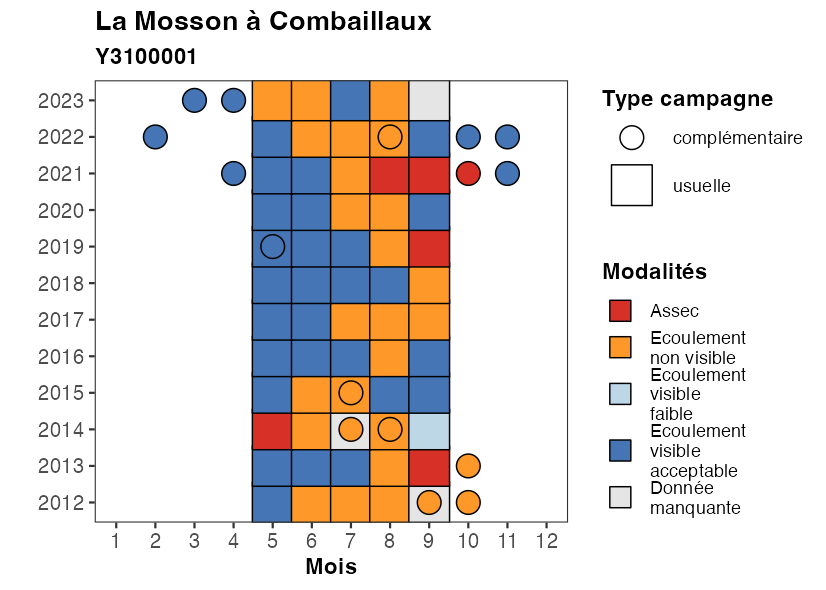 La Mosson à Combaillaux
Y3100001
2023
2022
2021
2020
2019
2018
2017
2016
2015
2014
2013
2012
1 2 3 4 5 6 7 8 9 10 11 12
Mois
Type campagne
complémentaire
usuelle
Modalités
Assec
Ecoulement
non visible
Ecoulement
visible
faible
Ecoulement
visible
acceptable
Donnée
manquante